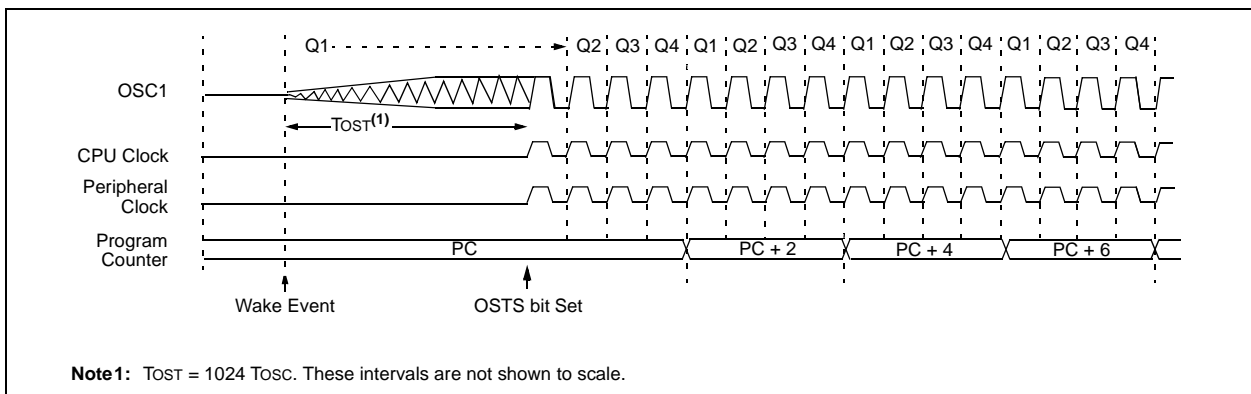 Q1 Q2 Q3 Q4 Q1 Q2 Q3 Q4 Q1 Q2 Q3 Q4 Q1 Q2 Q3 Q4
OSC1
TOST(1)
CPU Clock
Peripheral
Clock
Program
Counter
PC PC + 2 PC + 4 PC + 6
Wake Event OSTS bit Set
Note1: TOST = 1024 TOSC. These intervals are not shown to scale.